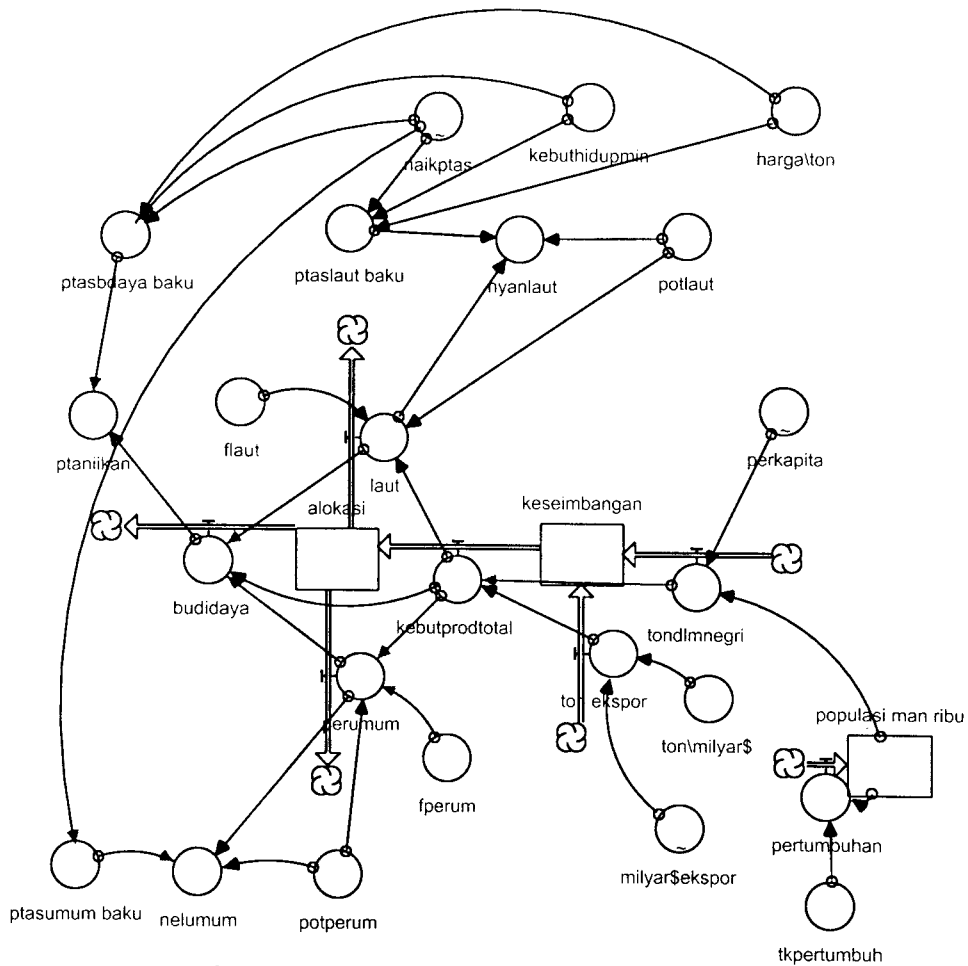 naikptas
kebuthidupmin
harga\ton
ptasbdaya baku
ptaslaut baku
nyanlaut
potlaut
flaut
laut
perkapita
ptaniikan
alokasi
keseimbangan
budidaya
kebutprodtotal
tondlmnegri
perumum
ton ekspor
ton\milyar$
populasi man ribu
fperum
milyar$ekspor
pertumbuhan
ptasumum baku
nelumum
potperum
tkpertumbuh